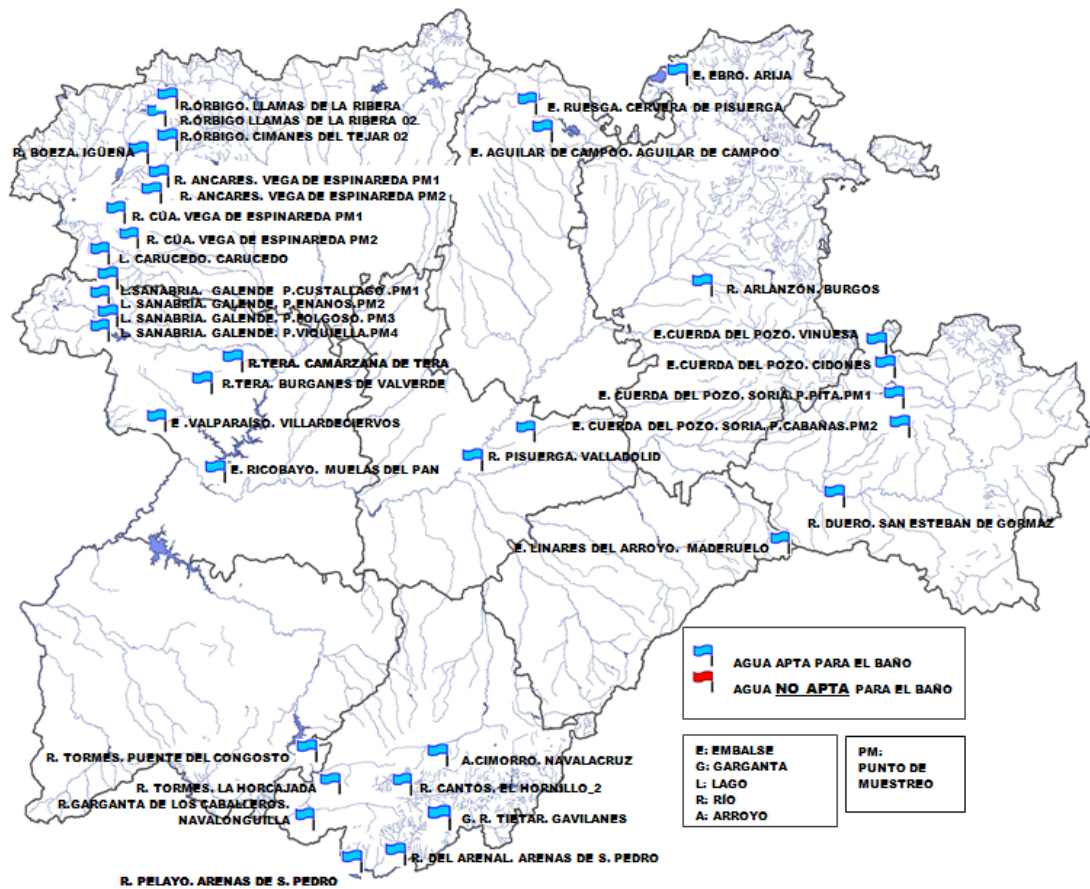 E. EBRO. ARIJA
R.ÓRBIGO. LLAMAS DE LA RIBERA
E. RUESGA. CERVERA DE PISUERGA
R.ÓRBIGO LLAMAS DE LA RIBERA 02.
R.ÓRBIGO. CIMANES DEL TEJAR 02
R. BOEZA. IGÜEÑA
E. AGUILAR DE CAMPOO. AGUILAR DE CAMPOO
R. ANCARES. VEGA DE ESPINAREDA PM1
R. ANCARES. VEGA DE ESPINAREDA PM2
R. CÚA. VEGA DE ESPINAREDA PM1
R. CÚA. VEGA DE ESPINAREDA PM2
L. CARUCEDO. CARUCEDO
L.SANABRIA. GALENDE P.CUSTALLAGO.PM1
L. SANABRIA. GALENDE. P.ENANOS.PM2
L. SANABRIA. GALENDE. P.FOLGOSO.PM3
L. SANABRIA. GALENDE. P.VIQUIELLA.PM4
R. ARLANZÓN. BURGOS
E.CUERDA DEL POZO. VINUESA
R.TERA. CAMARZANA DE TERA
E.CUERDA DEL POZO. CIDONES
R.TERA. BURGANES DE VALVERDE
E. CUERDA DEL POZO. SORIA.P.PITA.PM1
E .VALPARAÍSO. VILLARDECIERVOS
E. CUERDA DEL POZO. SORIA. P.CABAÑAS.PM2
R. PISUERGA. VALLADOLID
E. RICOBAYO. MUELAS DEL PAN
R. DUERO. SAN ESTEBAN DE GORMAZ
E. LINARES DEL ARROYO. MADERUELO
AGUA APTA PARA EL BAÑO
AGUA NO APTA PARA EL BAÑO
E: EMBALSE
G: GARGANTA
L: LAGO
R: RÍO
A: ARROYO
PM:
PUNTO DE
MUESTREO
R. TORMES. PUENTE DEL CONGOSTO
A.CIMORRO. NAVALACRUZ
R. TORMES. LA HORCAJADA
R. CANTOS. EL HORNILLO_2
R.GARGANTA DE LOS CABALLEROS.
NAVALONGUILLA
G. R. TIETAR. GAVILANES
R. DEL ARENAL. ARENAS DE S. PEDRO
R. PELAYO. ARENAS DE S. PEDRO